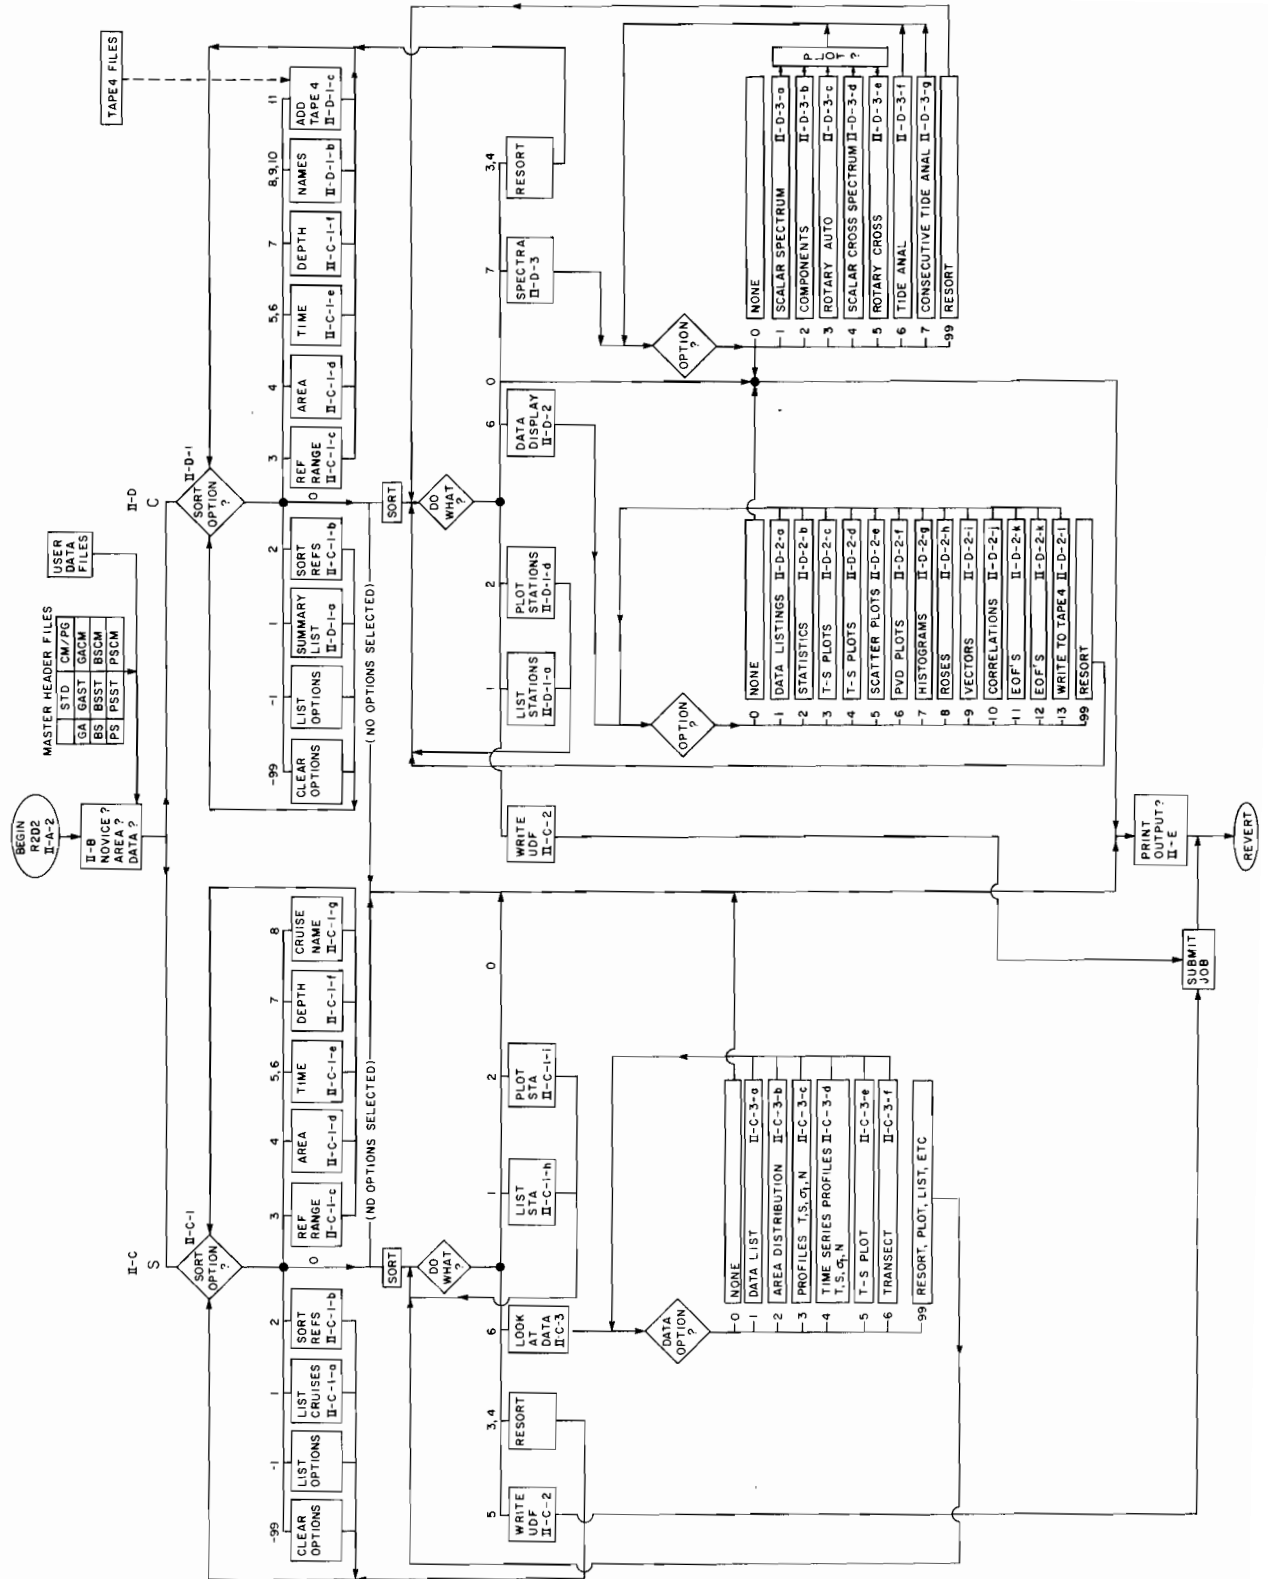 BEGIN
R2D2
II-A-2
II-B
NOVICE?
AREA?
DATA?
MASTER HEADER FILES
STD CM/PG
GA GAST GACM
BS BSST BSCM
PS PSST PSCM
USER
DATA
FILES
TAPE4 FILES
II-C
S
II-C-1
SORT
OPTION
?
-99
CLEAR
OPTIONS
-1
LIST
OPTIONS
1
LIST
CRUISES
II-C-1-a
2
SORT
REFS
II-C-1-b
0
3
REF
RANGE
II-C-1-c
4
AREA
II-C-1-d
5,6
TIME
II-C-1-e
7
DEPTH
II-C-1-f
8
CRUISE
NAME
II-C-1-g
(NO OPTIONS SELECTED)
SORT
DO
WHAT
?
5
WRITE
UDF
II-C-2
3,4
RESORT
6
LOOK
AT
DATA
II-C-3
1
LIST
STA
II-C-1-h
2
PLOT
STA
II-C-1-i
0
DATA
OPTION
?
0 NONE
1 DATA LIST II-C-3-a
2 AREA DISTRIBUTION II-C-3-b
3 PROFILES T,S,σt,N II-C-3-c
4 TIME SERIES PROFILES II-C-3-d
T,S,σt,N
5 T-S PLOT II-C-3-e
6 TRANSECT II-C-3-f
99 RESORT, PLOT, LIST, ETC
II-D
C
II-D-1
SORT
OPTION
?
-99
CLEAR
OPTIONS
-1
LIST
OPTIONS
1
SUMMARY
LIST
II-D-1-a
2
SORT
REFS
II-C-1-b
0
3
REF
RANGE
II-C-1-c
4
AREA
II-C-1-d
5,6
TIME
II-C-1-e
7
DEPTH
II-C-1-f
8,9,10
NAMES
II-D-1-b
11
ADD
TAPE 4
II-D-1-c
(NO OPTIONS SELECTED)
SORT
DO
WHAT
?
WRITE
UDF
II-C-2
1
LIST
STATIONS
II-D-1-a
2
PLOT
STATIONS
II-D-1-d
6
DATA
DISPLAY
II-D-2
0
7
SPECTRA
II-D-3
3,4
RESORT
OPTION
?
0 NONE
1 DATA LISTINGS II-D-2-a
2 STATISTICS II-D-2-b
3 T-S PLOTS II-D-2-c
4 T-S PLOTS II-D-2-d
5 SCATTER PLOTS II-D-2-e
6 PVD PLOTS II-D-2-f
7 HISTOGRAMS II-D-2-g
8 ROSES II-D-2-h
9 VECTORS II-D-2-i
10 CORRELATIONS II-D-2-j
11 EOF'S II-D-2-k
12 EOF'S II-D-2-k
13 WRITE TO TAPE4 II-D-2-l
99 RESORT
OPTION
?
0 NONE
1 SCALAR SPECTRUM II-D-3-a
2 COMPONENTS II-D-3-b
3 ROTARY AUTO II-D-3-c
4 SCALAR CROSS SPECTRUM II-D-3-d
5 ROTARY CROSS II-D-3-e
6 TIDE ANAL II-D-3-f
7 CONSECUTIVE TIDE ANAL II-D-3-g
99 RESORT
PLOT?
SUBMIT
JOB
PRINT
OUTPUT?
II-E
REVERT